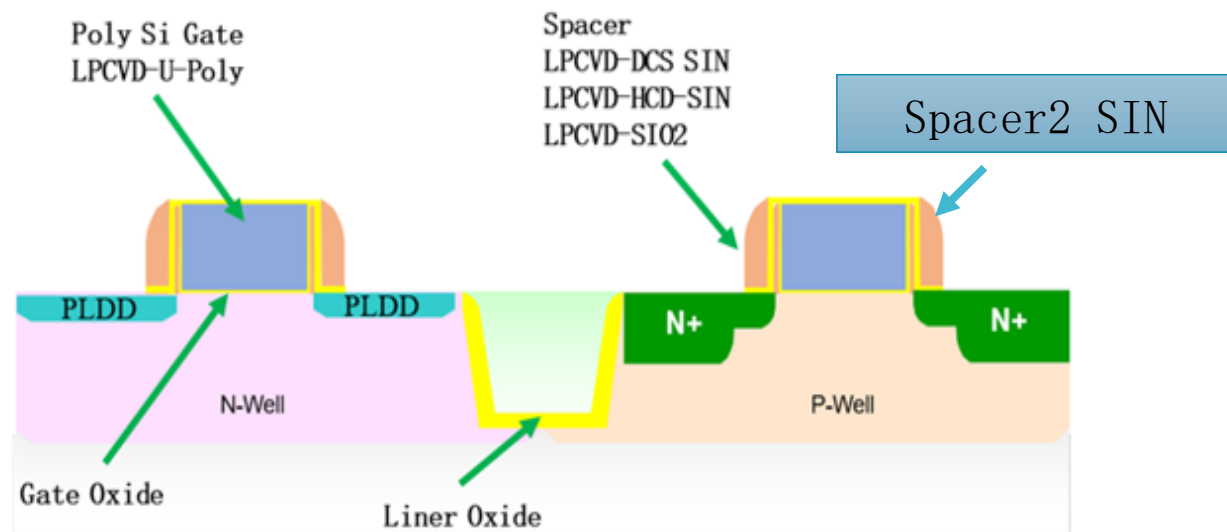 Poly Si Gate
LPCVD-U-Poly
Spacer
LPCVD-DCS SIN
LPCVD-HCD-SIN
LPCVD-SIO2
Spacer2 SIN
PLDD
PLDD
N+
N+
N-Well
P-Well
Gate Oxide
Liner Oxide